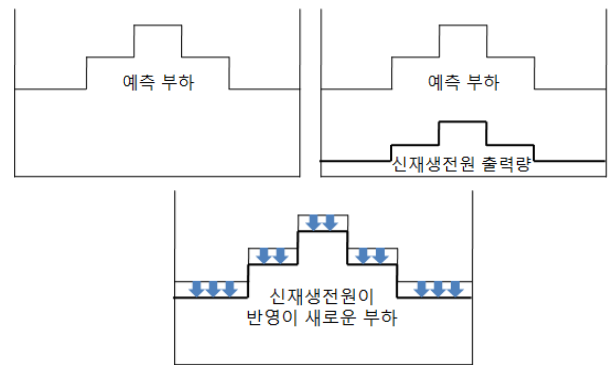 예측 부하
예측 부하
신재생전원 출력량
신재생전원이
반영이 새로운 부하